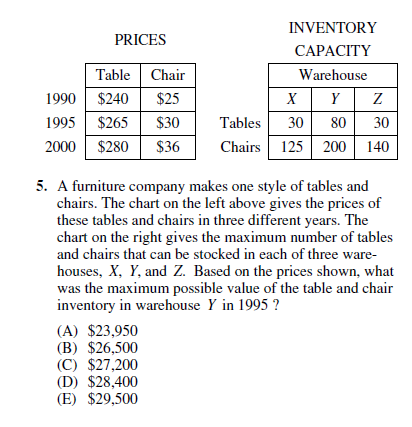 PRICES
Table Chair
1990 $240 $25
1995 $265 $30
2000 $280 $36
INVENTORY
CAPACITY
Warehouse
X Y Z
Tables 30 80 30
Chairs 125 200 140
5. A furniture company makes one style of tables and
chairs. The chart on the left above gives the prices of
these tables and chairs in three different years. The
chart on the right gives the maximum number of tables
and chairs that can be stocked in each of three ware-
houses, X, Y, and Z. Based on the prices shown, what
was the maximum possible value of the table and chair
inventory in warehouse Y in 1995 ?
(A) $23,950
(B) $26,500
(C) $27,200
(D) $28,400
(E) $29,500